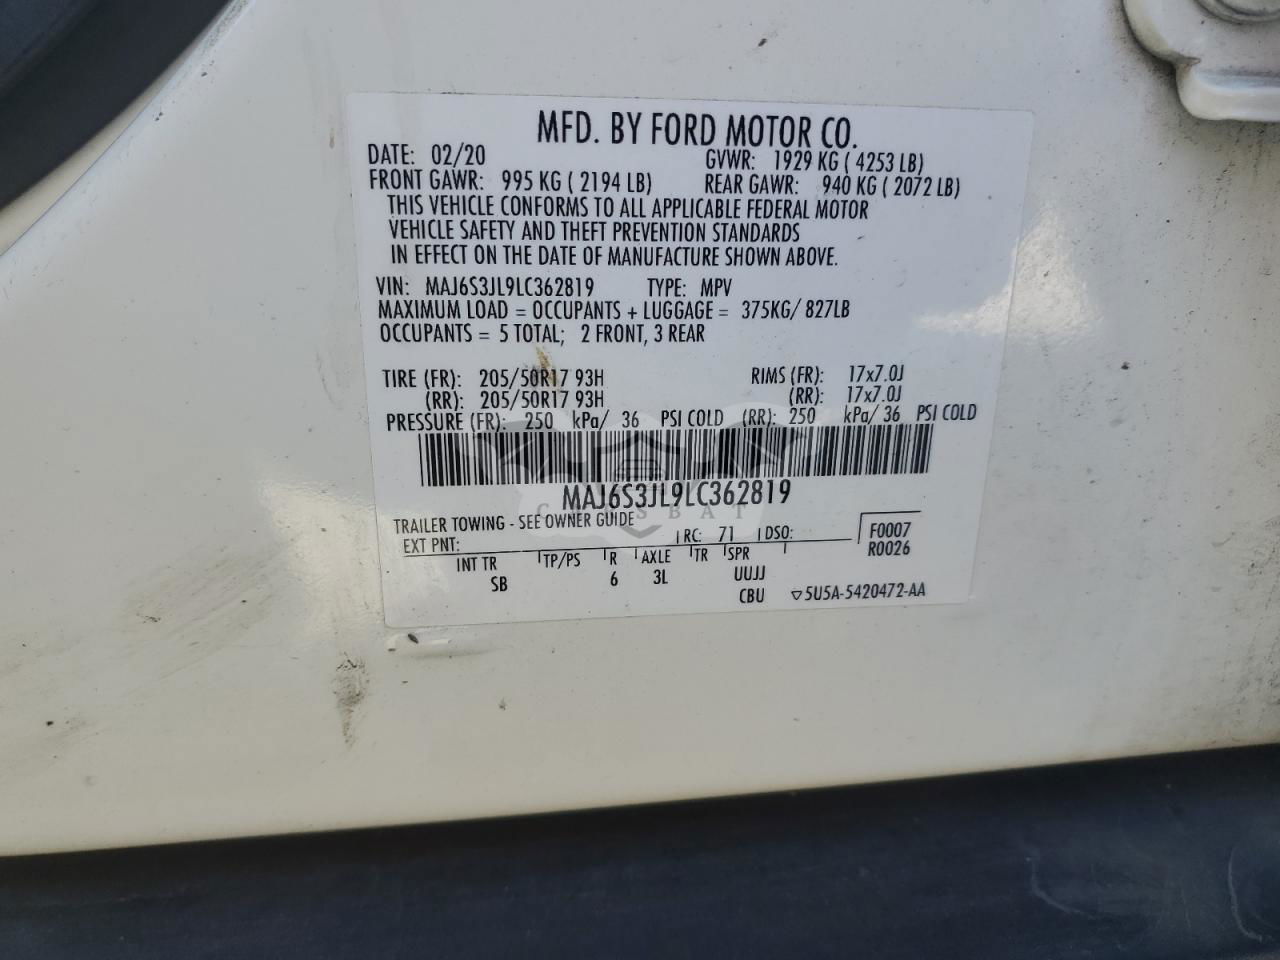 MFD. BY FORD MOTOR CO.
DATE: 02/20 GVWR: 1929 KG ( 4253 LB)
FRONT GAWR: 995 KG ( 2194 LB) REAR GAWR: 940 KG ( 2072 LB)
THIS VEHICLE CONFORMS TO ALL APPLICABLE FEDERAL MOTOR
VEHICLE SAFETY AND THEFT PREVENTION STANDARDS
IN EFFECT ON THE DATE OF MANUFACTURE SHOWN ABOVE.
VIN: MAJ6S3JL9LC362819 TYPE: MPV
MAXIMUM LOAD = OCCUPANTS + LUGGAGE = 375KG/ 827LB
OCCUPANTS = 5 TOTAL; 2 FRONT, 3 REAR
TIRE (FR): 205/50R17 93H RIMS (FR): 17x7.0J
(RR): 205/50R17 93H (RR): 17x7.0J
PRESSURE (FR): 250 kPa/ 36 PSI COLD (RR): 250 kPa/ 36 PSI COLD
MAJ6S3JL9LC362819
TRAILER TOWING - SEE OWNER GUIDE
EXT PNT: RC: 71 DSO: F0007
R0026
INT TR TP/PS R AXLE TR SPR
SB 6 3L UUJJ
CBU ▽5U5A-5420472-AA